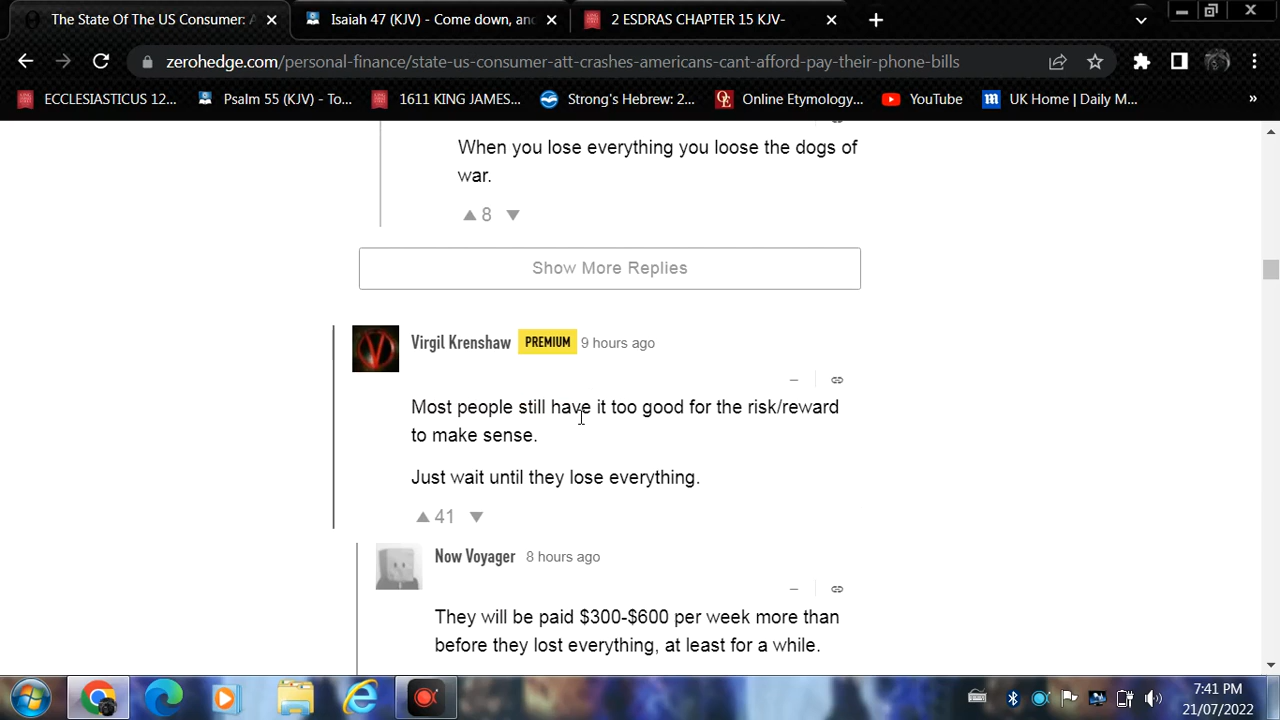 The State Of The US Consumer: A
Isaiah 47 (KJV) - Come down, and
2 ESDRAS CHAPTER 15 KJV-
zerohedge.com/personal-finance/state-us-consumer-att-crashes-americans-cant-afford-pay-their-phone-bills
ECCLESIASTICUS 12...
Psalm 55 (KJV) - To...
1611 KING JAMES...
Strong's Hebrew: 2...
Online Etymology...
YouTube
UK Home | Daily M...
When you lose everything you loose the dogs of
war.
8
Show More Replies
Virgil Krenshaw PREMIUM 9 hours ago
Most people still have it too good for the risk/reward
to make sense.
Just wait until they lose everything.
41
Now Voyager 8 hours ago
They will be paid $300-$600 per week more than
before they lost everything, at least for a while.
7:41 PM
21/07/2022